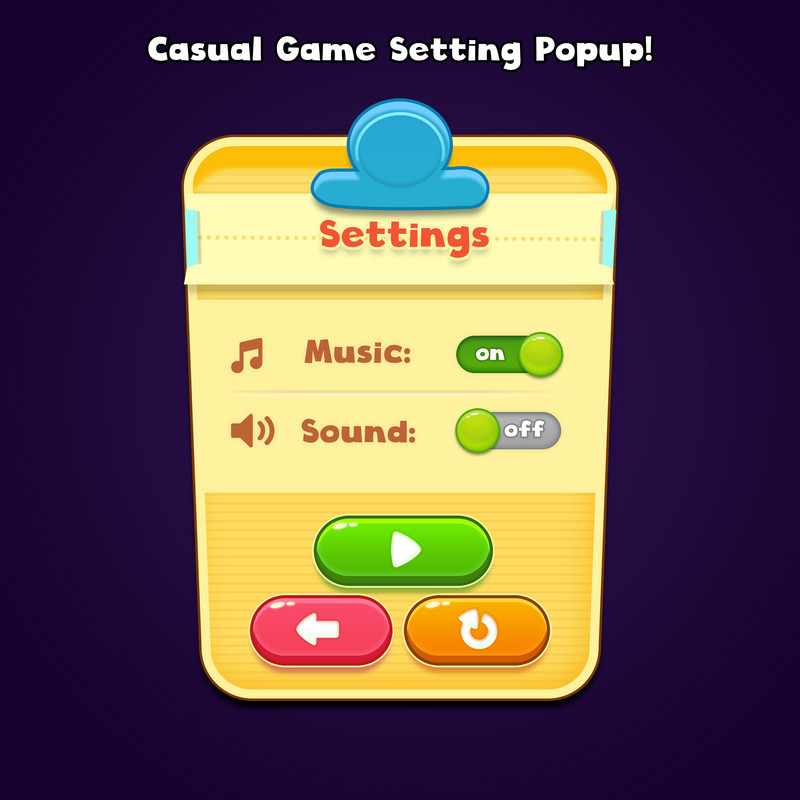 Casual Game Setting Popup!
Settings
Music: on
Sound: off